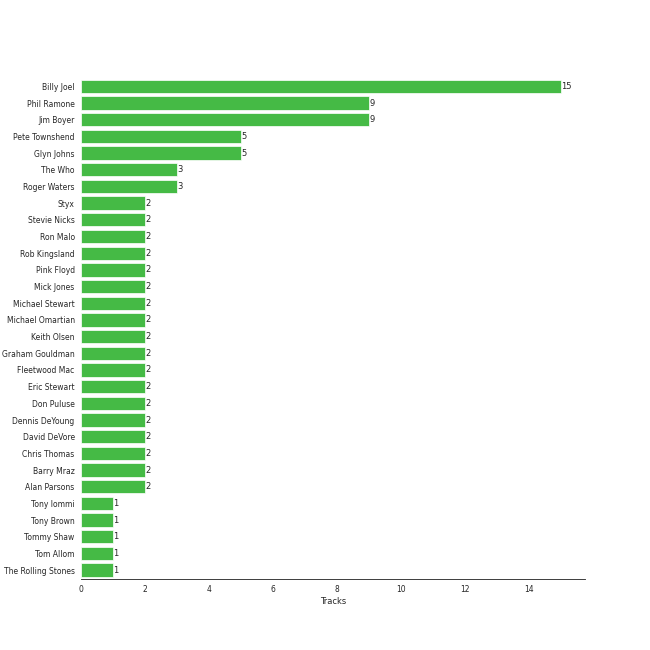 Billy Joel 15
Phil Ramone 9
Jim Boyer 9
Pete Townshend 5
Glyn Johns 5
The Who 3
Roger Waters 3
Styx 2
Stevie Nicks 2
Ron Malo 2
Rob Kingsland 2
Pink Floyd 2
Mick Jones 2
Michael Stewart 2
Michael Omartian 2
Keith Olsen 2
Graham Gouldman 2
Fleetwood Mac 2
Eric Stewart 2
Don Puluse 2
Dennis DeYoung 2
David DeVore 2
Chris Thomas 2
Barry Mraz 2
Alan Parsons 2
Tony Iommi 1
Tony Brown 1
Tommy Shaw 1
Tom Allom 1
The Rolling Stones 1
0 2 4 6 8 10 12 14
Tracks